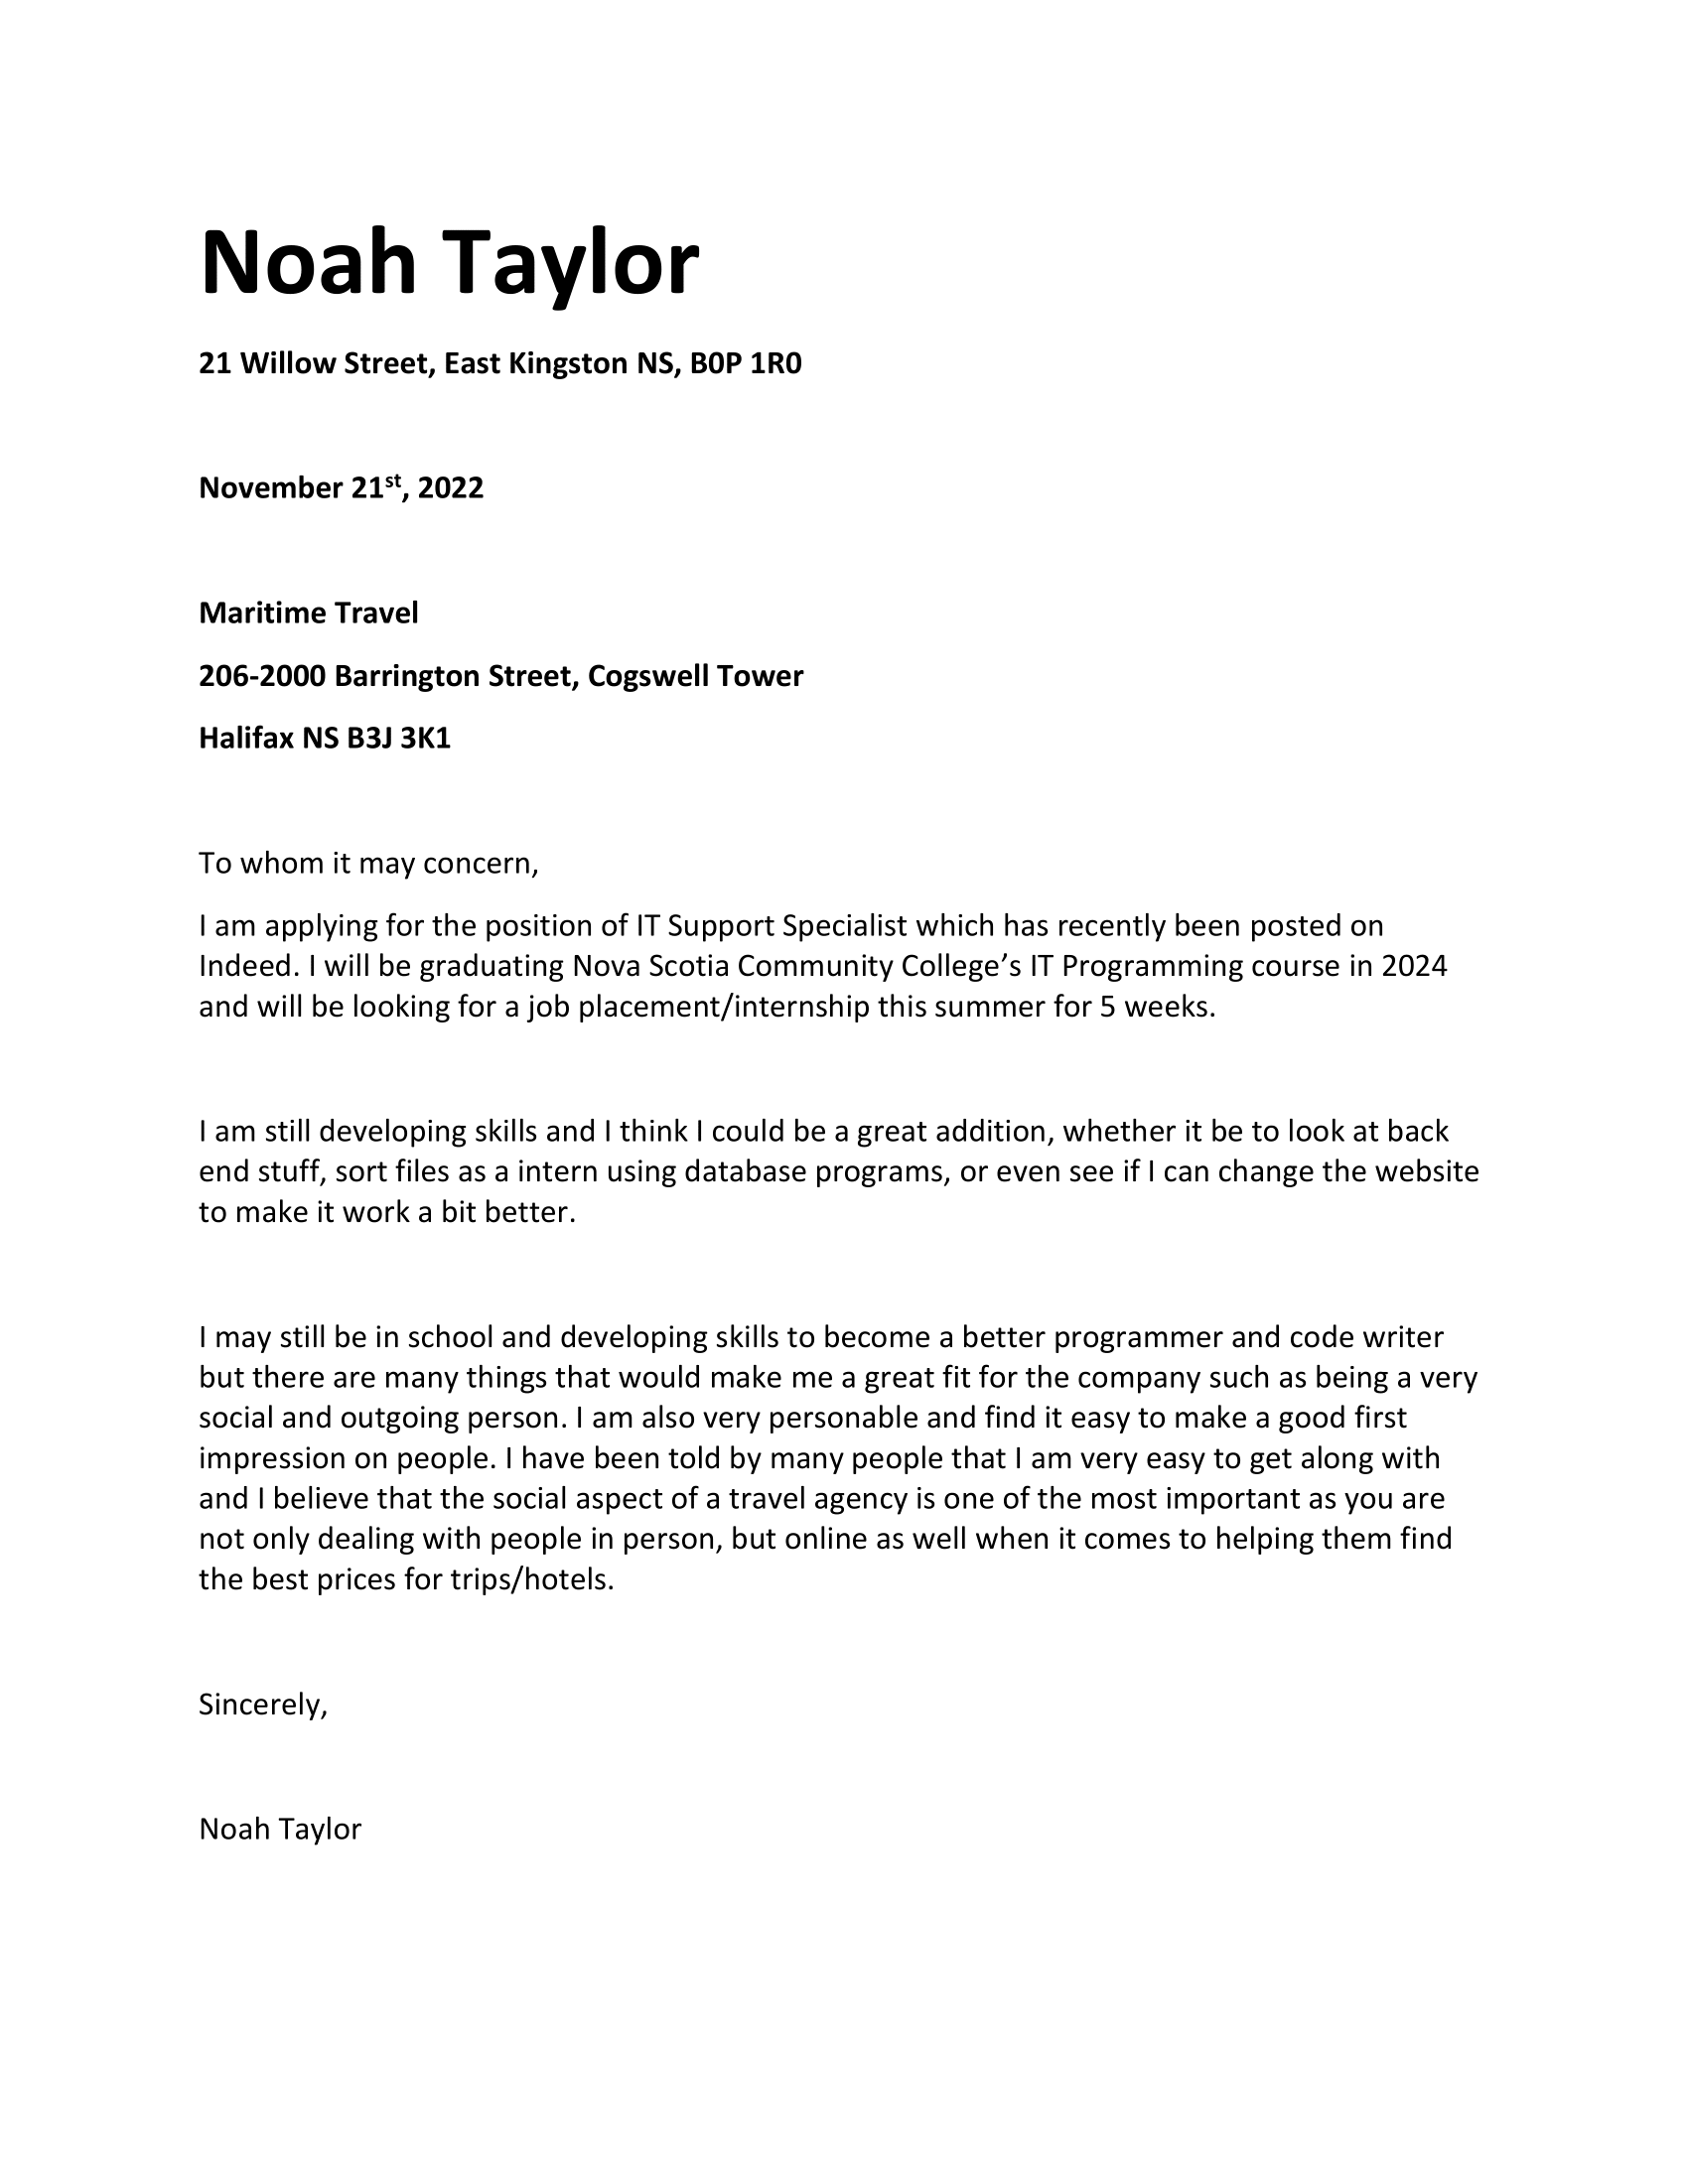 Noah Taylor
21 Willow Street, East Kingston NS, B0P 1R0
November 21st, 2022
Maritime Travel
206-2000 Barrington Street, Cogswell Tower
Halifax NS B3J 3K1
To whom it may concern,
I am applying for the position of IT Support Specialist which has recently been posted on
Indeed. I will be graduating Nova Scotia Community College’s IT Programming course in 2024
and will be looking for a job placement/internship this summer for 5 weeks.
I am still developing skills and I think I could be a great addition, whether it be to look at back
end stuff, sort files as a intern using database programs, or even see if I can change the website
to make it work a bit better.
I may still be in school and developing skills to become a better programmer and code writer
but there are many things that would make me a great fit for the company such as being a very
social and outgoing person. I am also very personable and find it easy to make a good first
impression on people. I have been told by many people that I am very easy to get along with
and I believe that the social aspect of a travel agency is one of the most important as you are
not only dealing with people in person, but online as well when it comes to helping them find
the best prices for trips/hotels.
Sincerely,
Noah Taylor